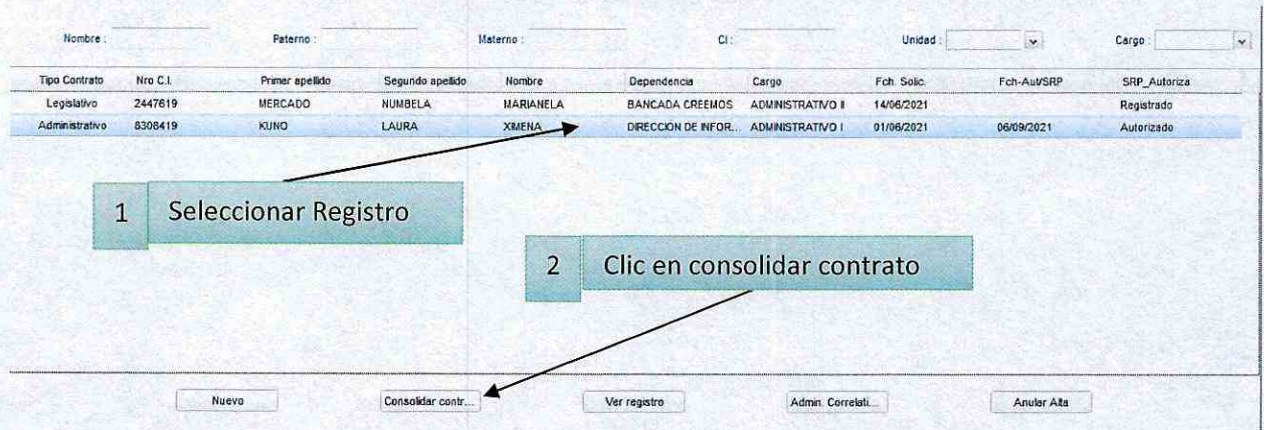 Nombre : Paterno : Materno : CI : Unidad : Cargo :
Tipo Contrato Nro C.I. Primer apellido Segundo apellido Nombre Dependencia Cargo Fch. Solic. Fch-Aut/SRP SRP_Autoriza
Legislativo 2447619 MERCADO NUMBELA MARIANELA BANCADA CREEMOS ADMINISTRATIVO II 14/06/2021 Registrado
Administrativo 8308419 KUNO LAURA XIMENA DIRECCIÓN DE INFOR... ADMINISTRATIVO I 01/06/2021 06/09/2021 Autorizado
1 Seleccionar Registro
2 Clic en consolidar contrato
Nuevo Consolidar contr... Ver registro Admin. Correlati... Anular Alta